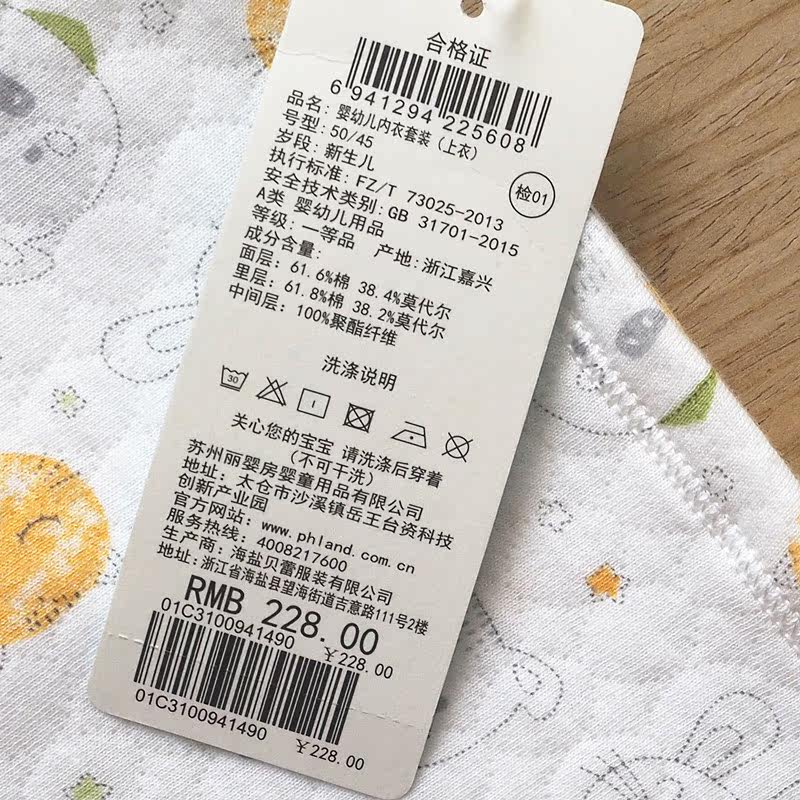 合格证
6 941294 225608
品名: 婴幼儿内衣套装(上衣)
号型: 50/45
岁段: 新生儿
检01
执行标准: FZ/T 73025-2013
安全技术类别: GB 31701-2015
A类 婴幼儿用品
等级: 一等品 产地: 浙江嘉兴
成分含量:
面层: 61.6%棉 38.4%莫代尔
里层: 61.8%棉 38.2%莫代尔
中间层: 100%聚酯纤维
洗涤说明
30
关心您的宝宝 请洗涤后穿着
(不可干洗)
苏州丽婴房婴童用品有限公司
地址: 太仓市沙溪镇岳王台资科技
创新产业园
官方网站: www.phland.com.cn
服务热线: 4008217600
生产商: 海盐贝蕾服装有限公司
地址: 浙江省海盐县望海街道吉意路111号2楼
RMB 228.00
01C3100941490 ¥228.00
01C3100941490 ¥228.00